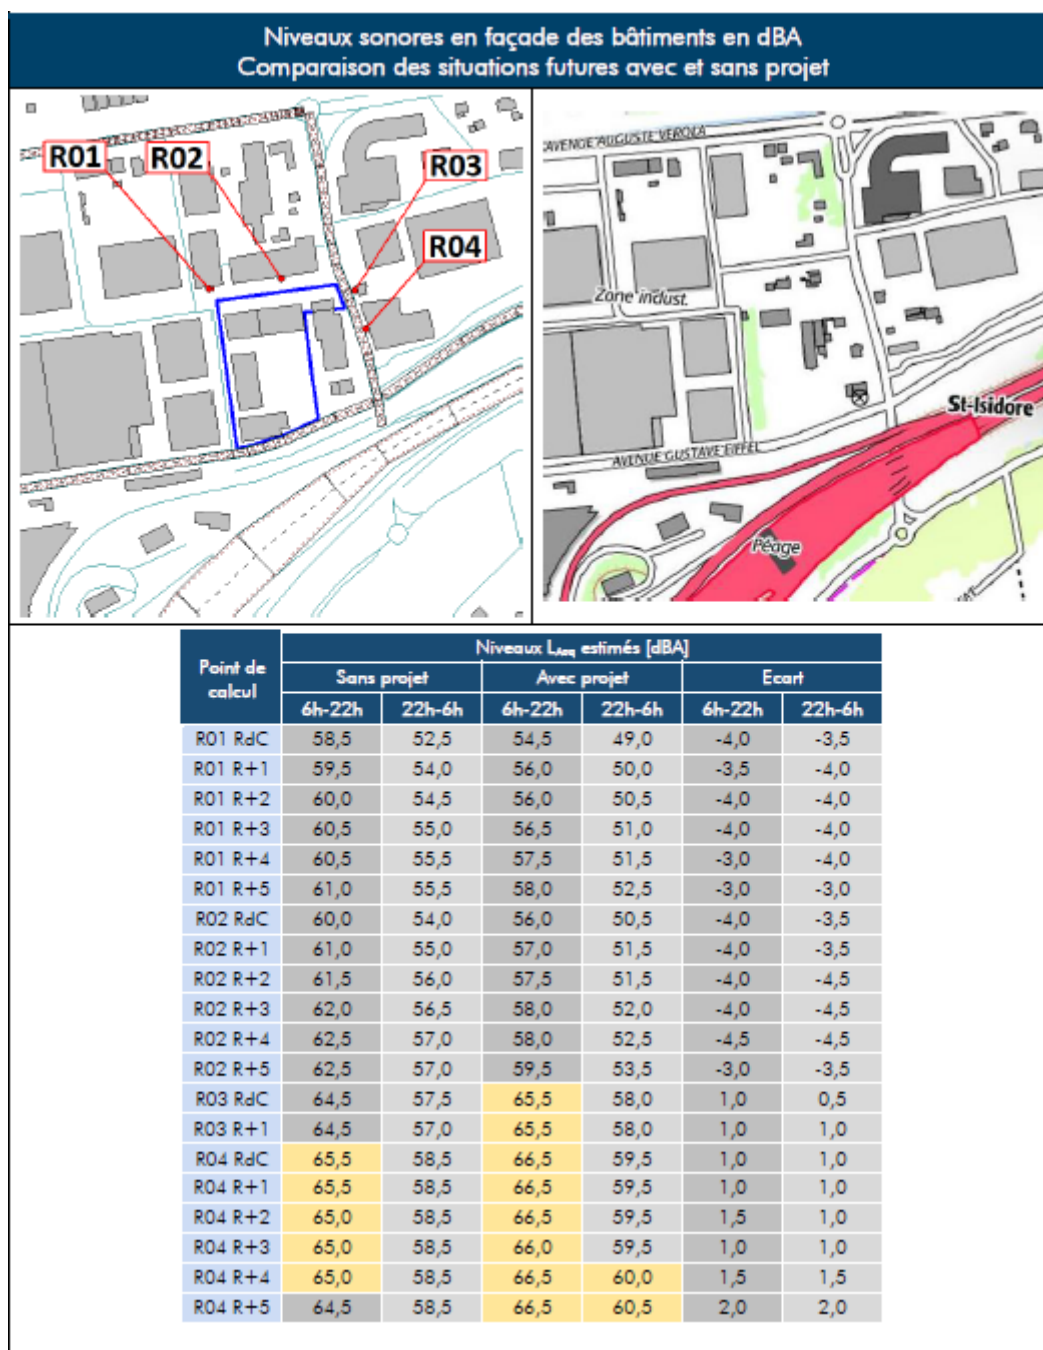 Niveaux sonores en façade des bâtiments en dBA
Comparaison des situations futures avec et sans projet
R01
R02
R03
R04
AVENUE AUGUSTE VEROLA
Zone indust.
St-Isidore
AVENUE GUSTAVE EIFFEL
Péage
Point de calcul
Niveaux LAeq estimés [dBA]
Sans projet Avec projet Ecart
6h-22h 22h-6h 6h-22h 22h-6h 6h-22h 22h-6h
R01 RdC 58,5 52,5 54,5 49,0 -4,0 -3,5
R01 R+1 59,5 54,0 56,0 50,0 -3,5 -4,0
R01 R+2 60,0 54,5 56,0 50,5 -4,0 -4,0
R01 R+3 60,5 55,0 56,5 51,0 -4,0 -4,0
R01 R+4 60,5 55,5 57,5 51,5 -3,0 -4,0
R01 R+5 61,0 55,5 58,0 52,5 -3,0 -3,0
R02 RdC 60,0 54,0 56,0 50,5 -4,0 -3,5
R02 R+1 61,0 55,0 57,0 51,5 -4,0 -3,5
R02 R+2 61,5 56,0 57,5 51,5 -4,0 -4,5
R02 R+3 62,0 56,5 58,0 52,0 -4,0 -4,5
R02 R+4 62,5 57,0 58,0 52,5 -4,5 -4,5
R02 R+5 62,5 57,0 59,5 53,5 -3,0 -3,5
R03 RdC 64,5 57,5 65,5 58,0 1,0 0,5
R03 R+1 64,5 57,0 65,5 58,0 1,0 1,0
R04 RdC 65,5 58,5 66,5 59,5 1,0 1,0
R04 R+1 65,5 58,5 66,5 59,5 1,0 1,0
R04 R+2 65,0 58,5 66,5 59,5 1,5 1,0
R04 R+3 65,0 58,5 66,0 59,5 1,0 1,0
R04 R+4 65,0 58,5 66,5 60,0 1,5 1,5
R04 R+5 64,5 58,5 66,5 60,5 2,0 2,0